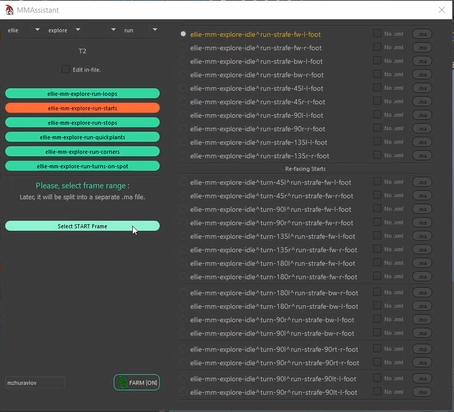 MMAssistant
ellie explore run
T2
Edit in-file.
ellie-mm-explore-run-loops
ellie-mm-explore-run-starts
ellie-mm-explore-run-stops
ellie-mm-explore-run-quickplants
ellie-mm-explore-run-corners
ellie-mm-explore-run-turns-on-spot
Please, select frame range :
Later, it will be split into a separate .ma file.
Select START Frame
mzhuravlov
FARM [ON]
ellie-mm-explore-idle^run-strafe-fw-l-foot No .xml .ma
ellie-mm-explore-idle^run-strafe-fw-r-foot No .xml .ma
ellie-mm-explore-idle^run-strafe-bw-l-foot No .xml .ma
ellie-mm-explore-idle^run-strafe-bw-r-foot No .xml .ma
ellie-mm-explore-idle^run-strafe-45l-l-foot No .xml .ma
ellie-mm-explore-idle^run-strafe-45r-r-foot No .xml .ma
ellie-mm-explore-idle^run-strafe-90l-l-foot No .xml .ma
ellie-mm-explore-idle^run-strafe-90r-r-foot No .xml .ma
ellie-mm-explore-idle^run-strafe-135l-l-foot No .xml .ma
ellie-mm-explore-idle^run-strafe-135r-r-foot No .xml .ma
Re-facing Starts
ellie-mm-explore-idle^turn-45l^run-strafe-fw-l-foot No .xml .ma
ellie-mm-explore-idle^turn-45r^run-strafe-fw-r-foot No .xml .ma
ellie-mm-explore-idle^turn-90l^run-strafe-fw-l-foot No .xml .ma
ellie-mm-explore-idle^turn-90r^run-strafe-fw-r-foot No .xml .ma
ellie-mm-explore-idle^turn-135l^run-strafe-fw-l-foot No .xml .ma
ellie-mm-explore-idle^turn-135r^run-strafe-fw-r-foot No .xml .ma
ellie-mm-explore-idle^turn-180l^run-strafe-fw-l-foot No .xml .ma
ellie-mm-explore-idle^turn-180r^run-strafe-fw-r-foot No .xml .ma
ellie-mm-explore-idle^turn-180l^run-strafe-bw-l-foot No .xml .ma
ellie-mm-explore-idle^turn-180r^run-strafe-bw-r-foot No .xml .ma
ellie-mm-explore-idle^turn-90r^run-strafe-bw-l-foot No .xml .ma
ellie-mm-explore-idle^turn-90l^run-strafe-bw-r-foot No .xml .ma
ellie-mm-explore-idle^turn-90l^run-strafe-90rt-r-foot No .xml .ma
ellie-mm-explore-idle^turn-90r^run-strafe-90rt-r-foot No .xml .ma
ellie-mm-explore-idle^turn-90l^run-strafe-90lt-l-foot No .xml .ma
ellie-mm-explore-idle^turn-90r^run-strafe-90lt-l-foot No .xml .ma